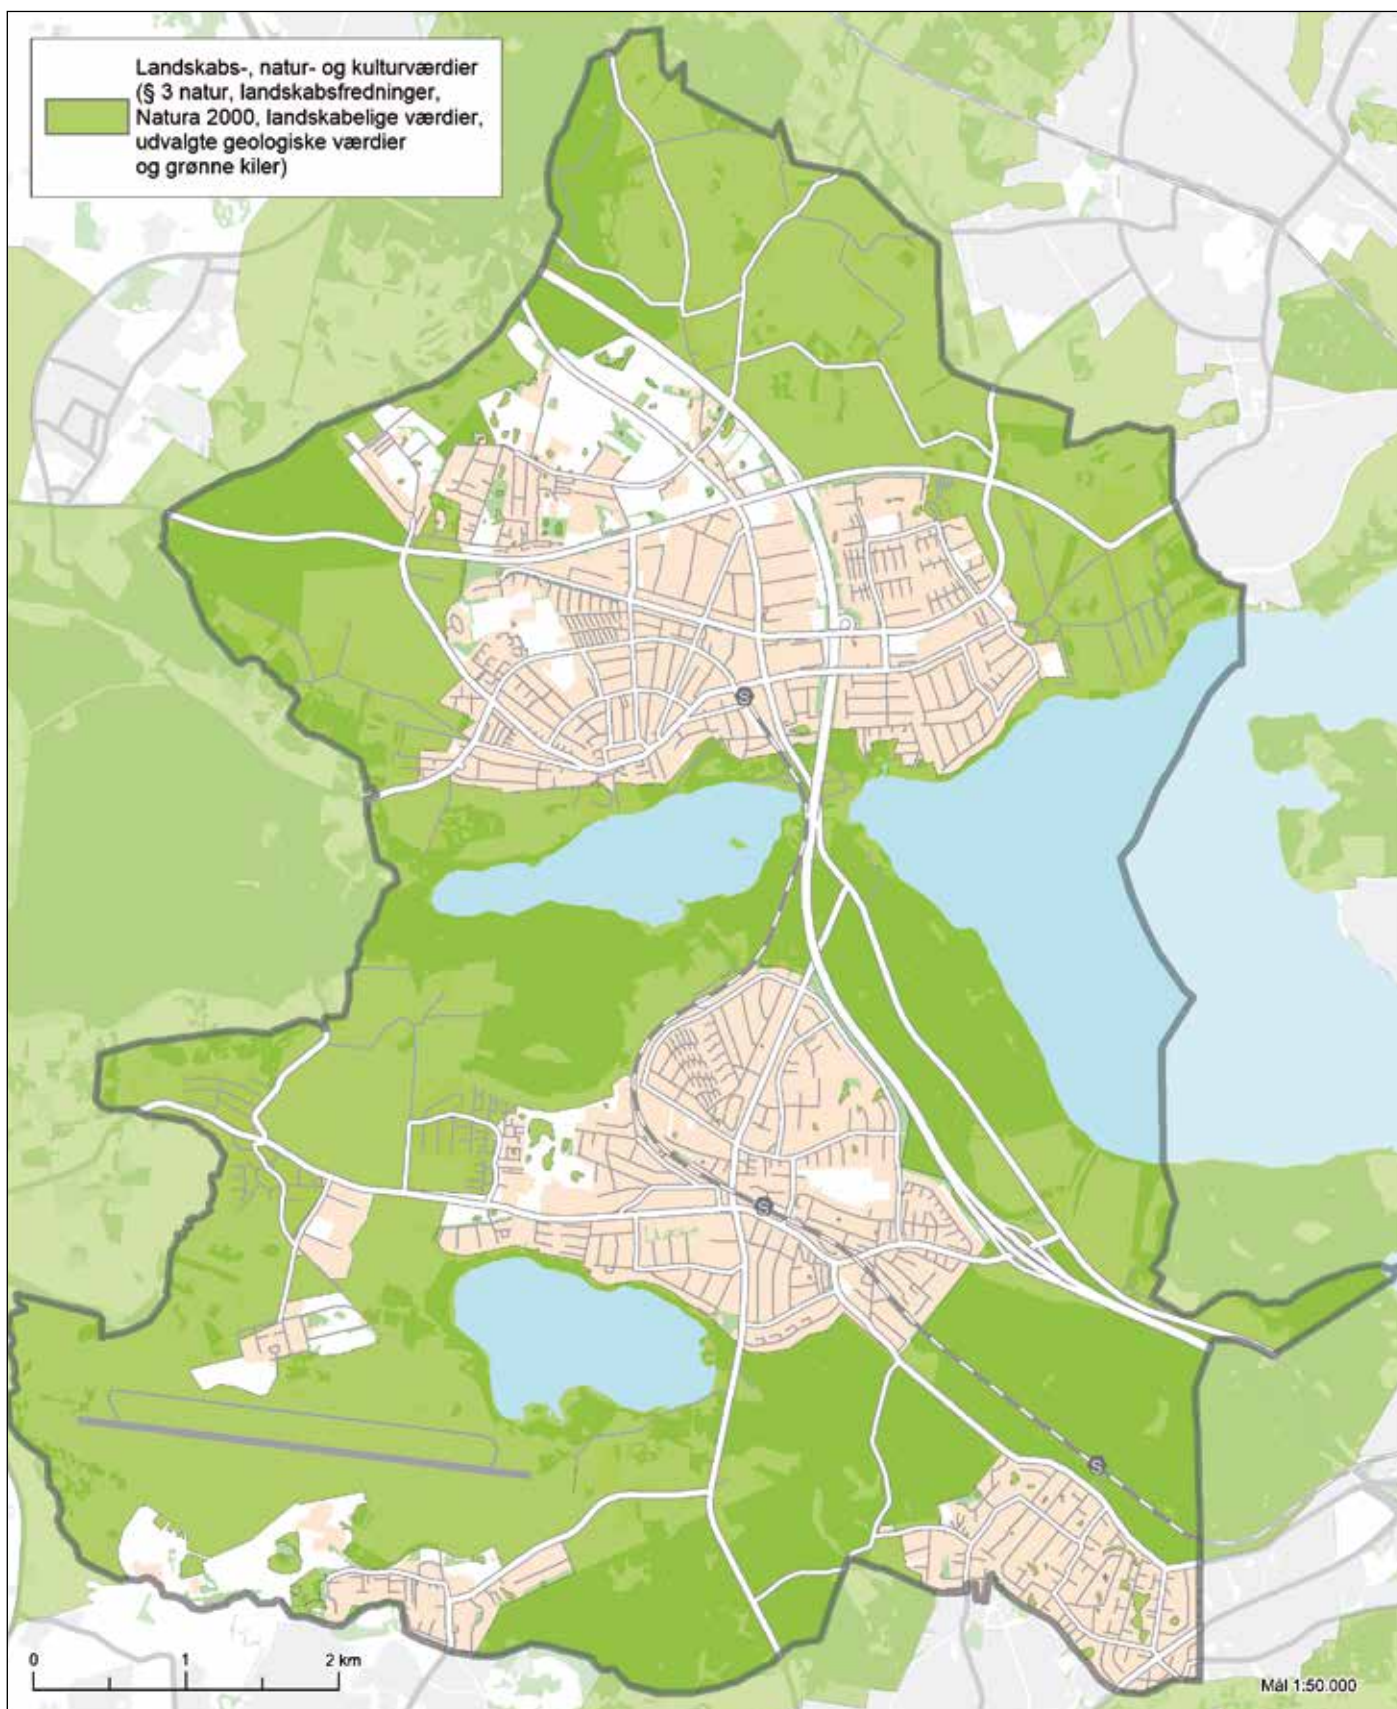 Landskabs-, natur- og kulturværdier
(§ 3 natur, landskabsfredninger,
Natura 2000, landskabelige værdier,
udvalgte geologiske værdier
og grønne kiler)
S
S
S
0 1 2 km
Mål 1:50.000